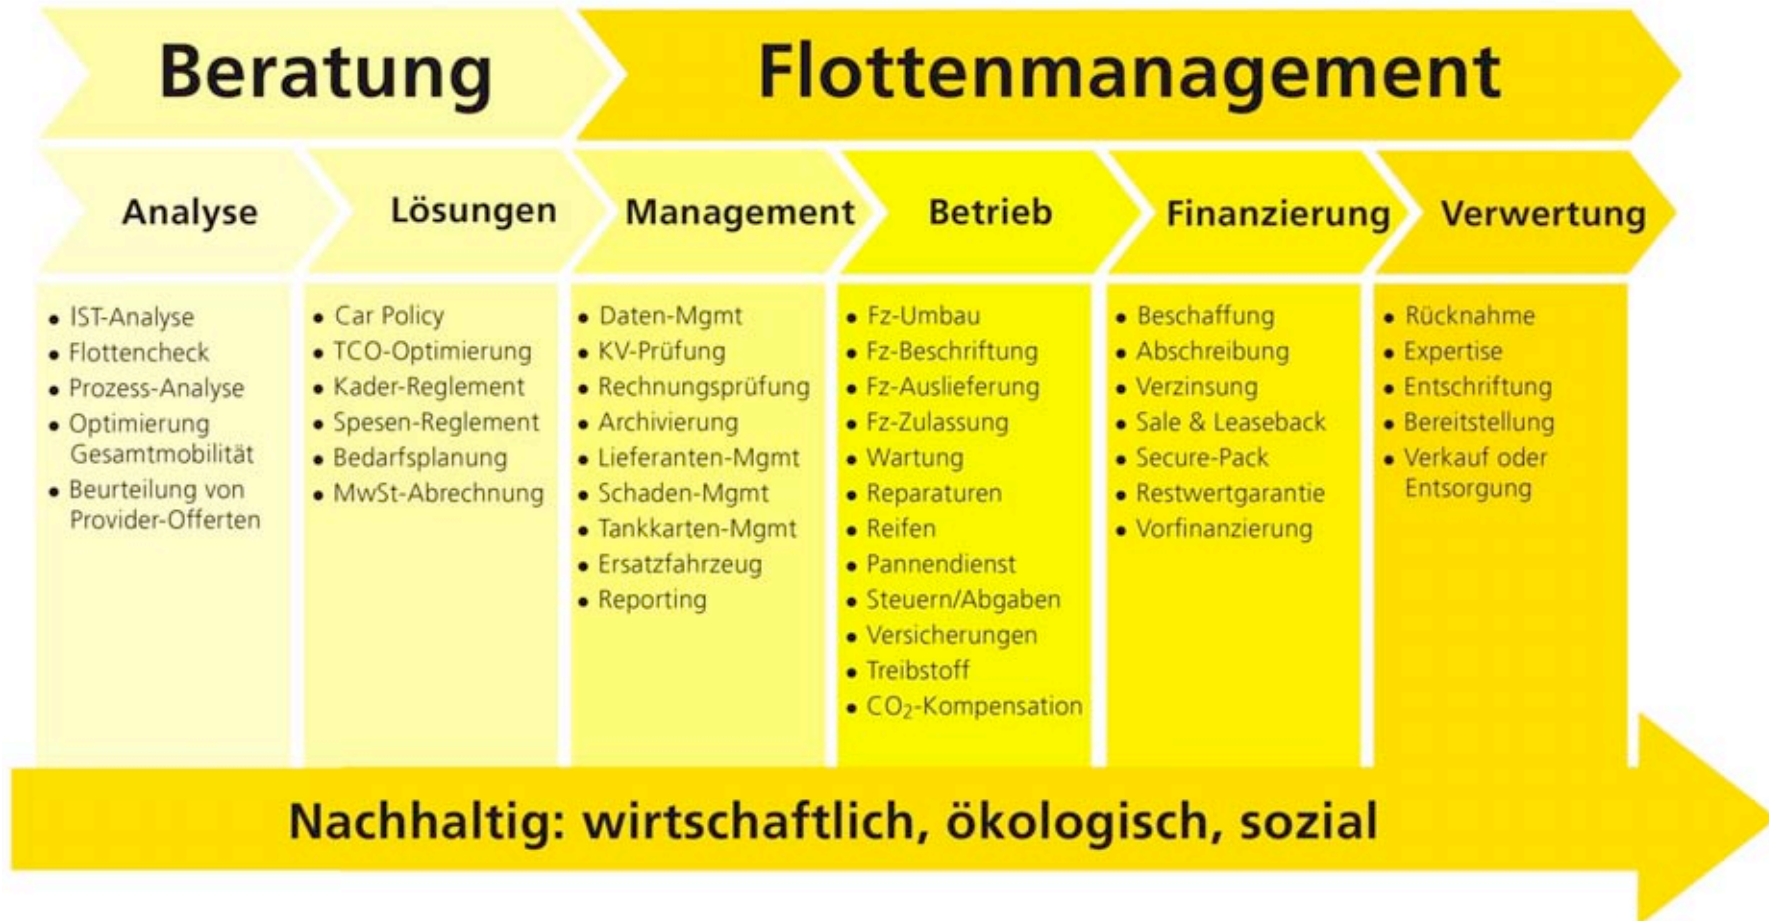 Beratung
Flottenmanagement
Analyse
Lösungen
Management
Betrieb
Finanzierung
Verwertung
• IST-Analyse
• Flottencheck
• Prozess-Analyse
• Optimierung
Gesamtmobilität
• Beurteilung von
Provider-Offerten
• Car Policy
• TCO-Optimierung
• Kader-Reglement
• Spesen-Reglement
• Bedarfsplanung
• MwSt-Abrechnung
• Daten-Mgmt
• KV-Prüfung
• Rechnungsprüfung
• Archivierung
• Lieferanten-Mgmt
• Schaden-Mgmt
• Tankkarten-Mgmt
• Ersatzfahrzeug
• Reporting
• Fz-Umbau
• Fz-Beschriftung
• Fz-Auslieferung
• Fz-Zulassung
• Wartung
• Reparaturen
• Reifen
• Pannendienst
• Steuern/Abgaben
• Versicherungen
• Treibstoff
• CO₂-Kompensation
• Beschaffung
• Abschreibung
• Verzinsung
• Sale & Leaseback
• Secure-Pack
• Restwertgarantie
• Vorfinanzierung
• Rücknahme
• Expertise
• Entschriftung
• Bereitstellung
• Verkauf oder
Entsorgung
Nachhaltig: wirtschaftlich, ökologisch, sozial